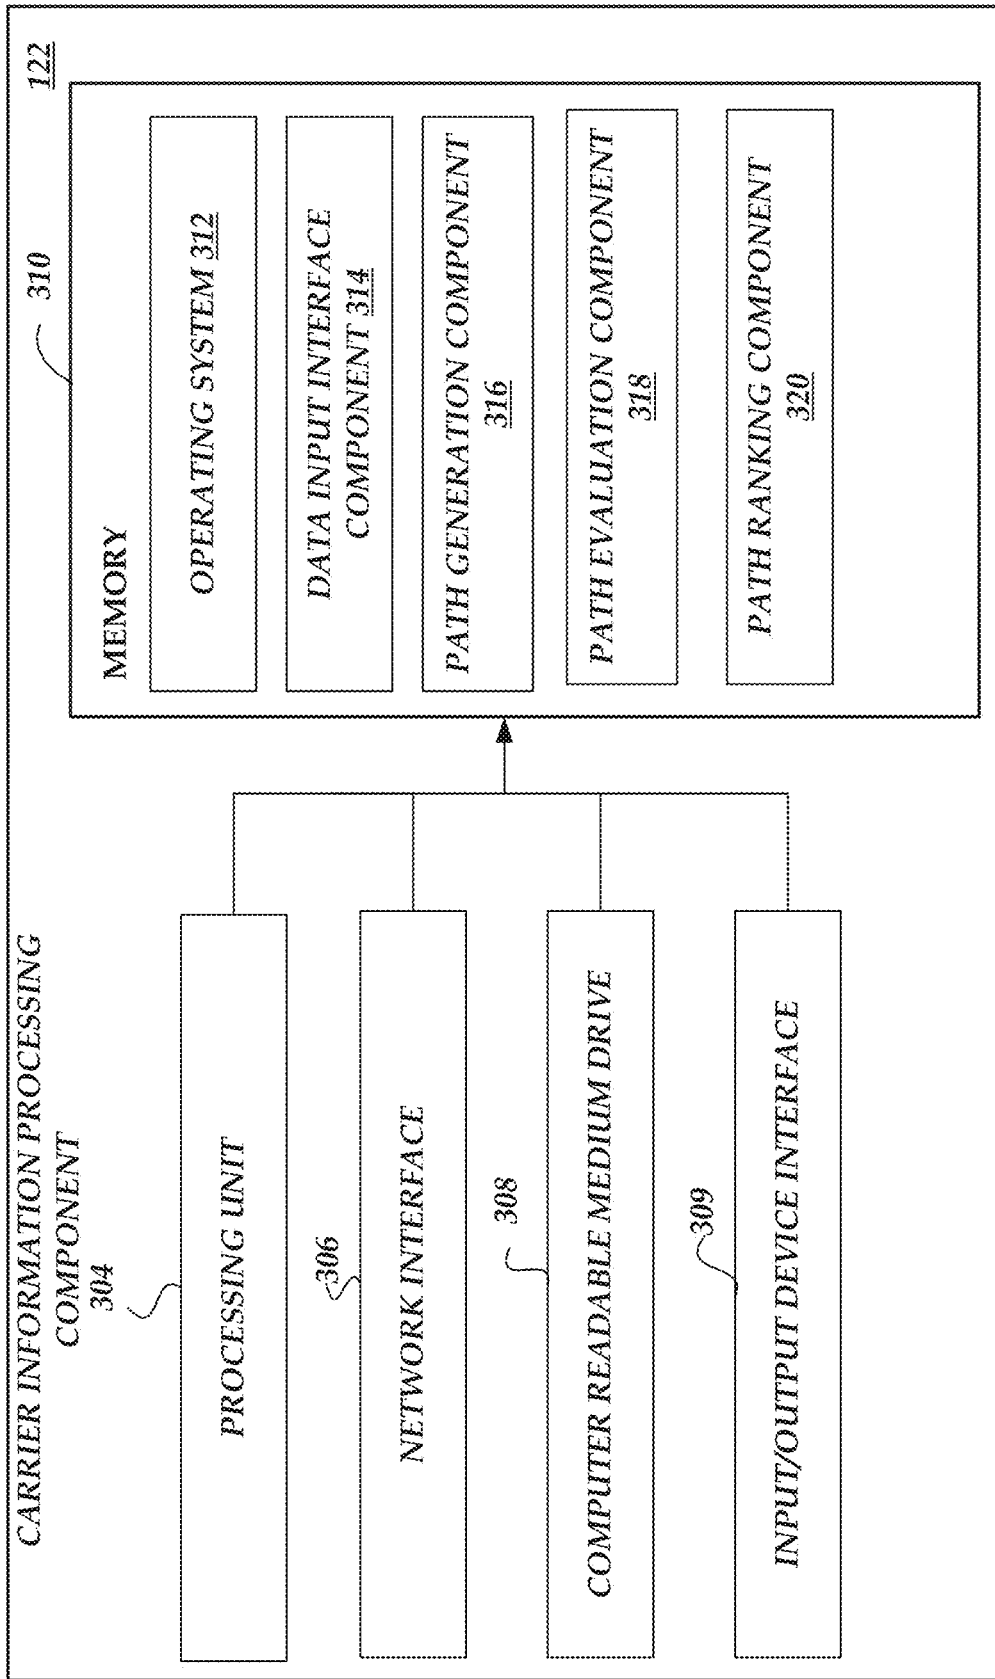 CARRIER INFORMATION PROCESSING
COMPONENT
122
304
PROCESSING UNIT
306
NETWORK INTERFACE
308
COMPUTER READABLE MEDIUM DRIVE
309
INPUT/OUTPUT DEVICE INTERFACE
310
MEMORY
OPERATING SYSTEM 312
DATA INPUT INTERFACE
COMPONENT 314
PATH GENERATION COMPONENT
316
PATH EVALUATION COMPONENT
318
PATH RANKING COMPONENT
320